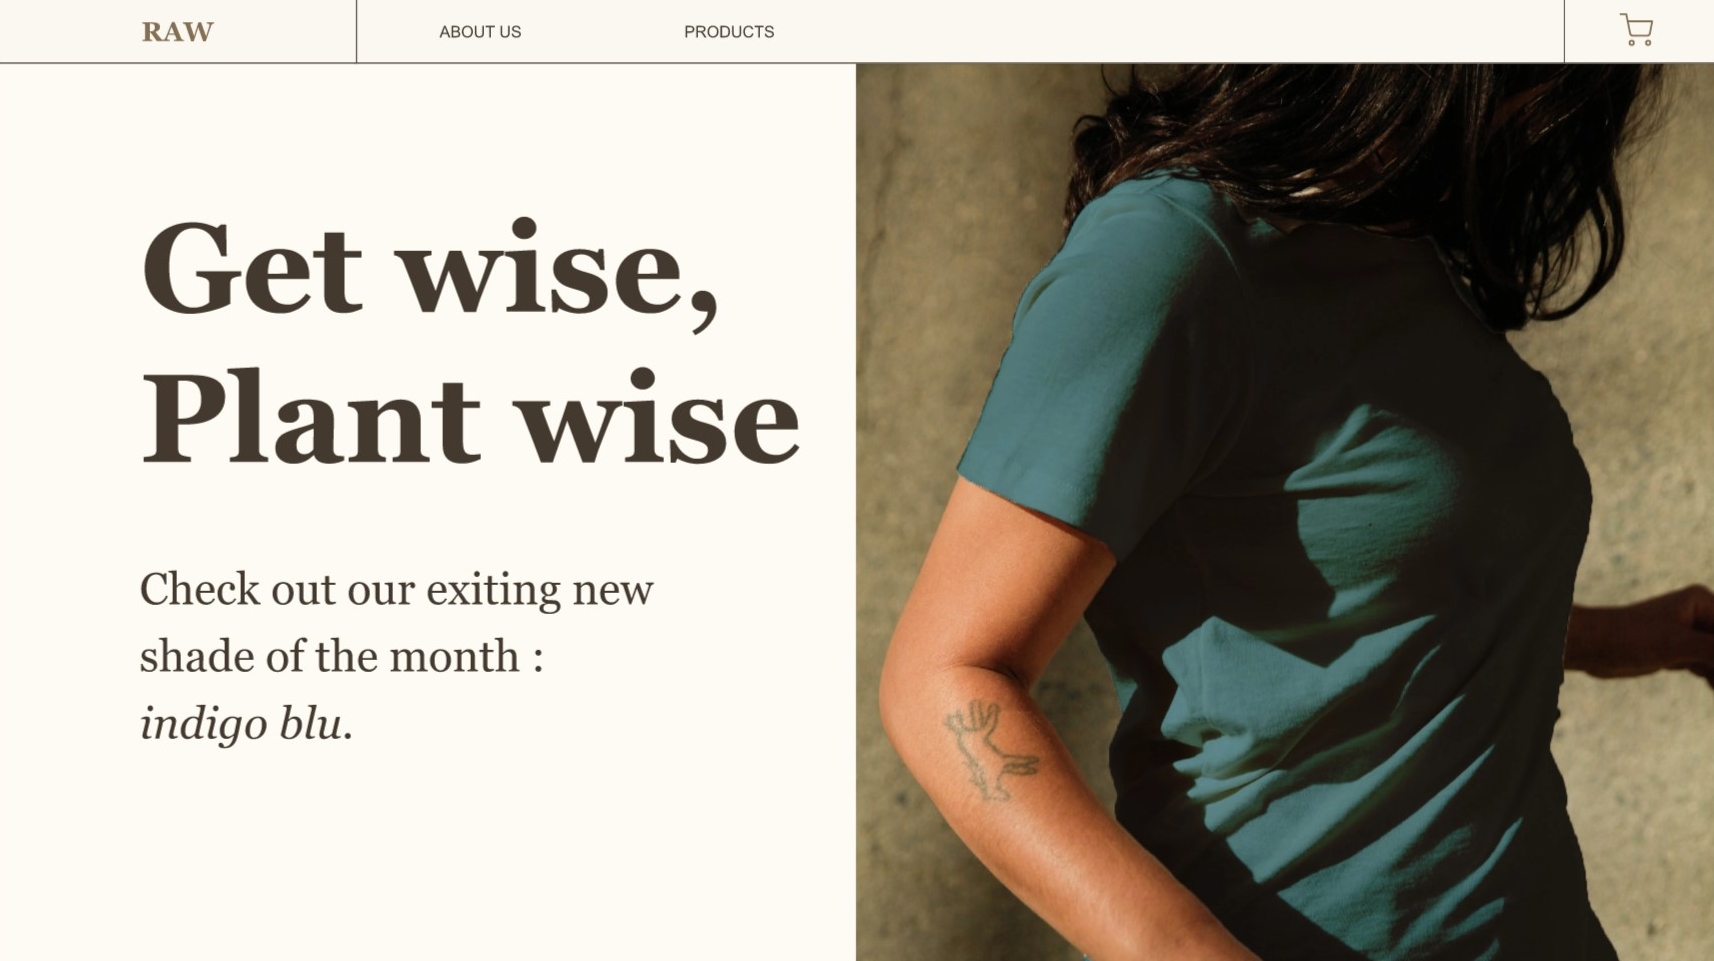 RAW
ABOUT US
PRODUCTS
Get wise,
Plant wise
Check out our exiting new
shade of the month :
indigo blu.